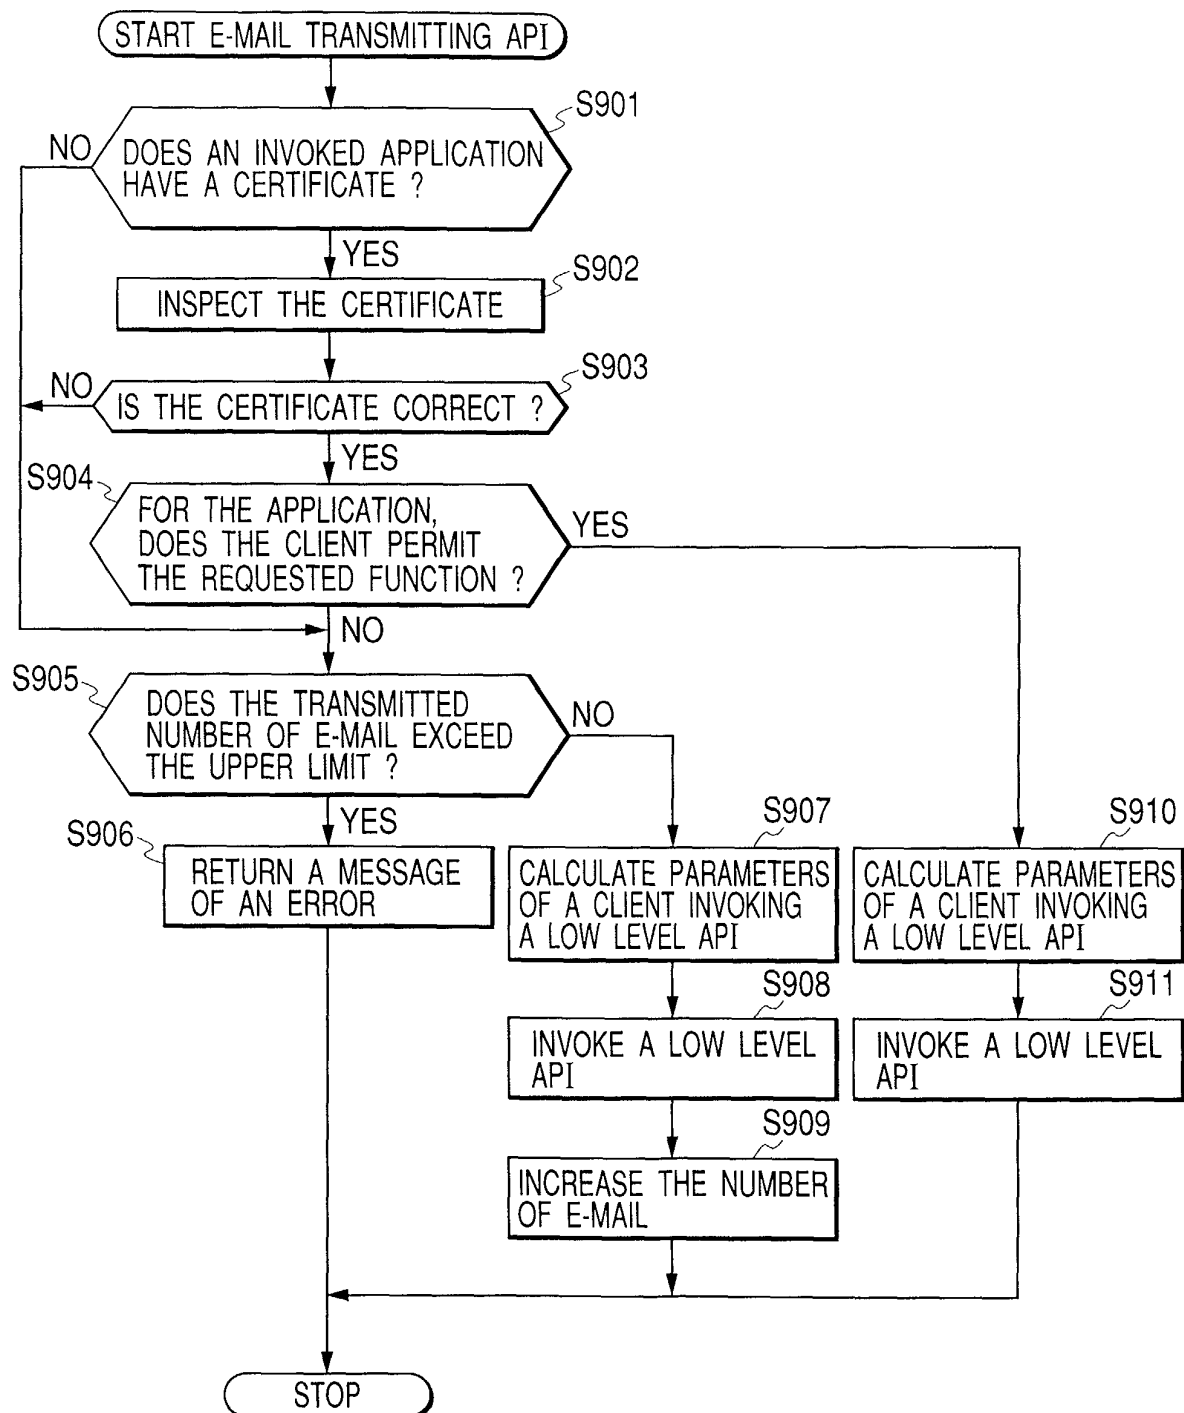 START E-MAIL TRANSMITTING API
S901
NO
DOES AN INVOKED APPLICATION
HAVE A CERTIFICATE ?
YES
S902
INSPECT THE CERTIFICATE
S903
NO
IS THE CERTIFICATE CORRECT ?
YES
S904
FOR THE APPLICATION,
DOES THE CLIENT PERMIT
THE REQUESTED FUNCTION ?
YES
NO
S905
DOES THE TRANSMITTED
NUMBER OF E-MAIL EXCEED
THE UPPER LIMIT ?
NO
YES
S906
RETURN A MESSAGE
OF AN ERROR
S907
CALCULATE PARAMETERS
OF A CLIENT INVOKING
A LOW LEVEL API
S910
CALCULATE PARAMETERS
OF A CLIENT INVOKING
A LOW LEVEL API
S908
INVOKE A LOW LEVEL
API
S911
INVOKE A LOW LEVEL
API
S909
INCREASE THE NUMBER
OF E-MAIL
STOP